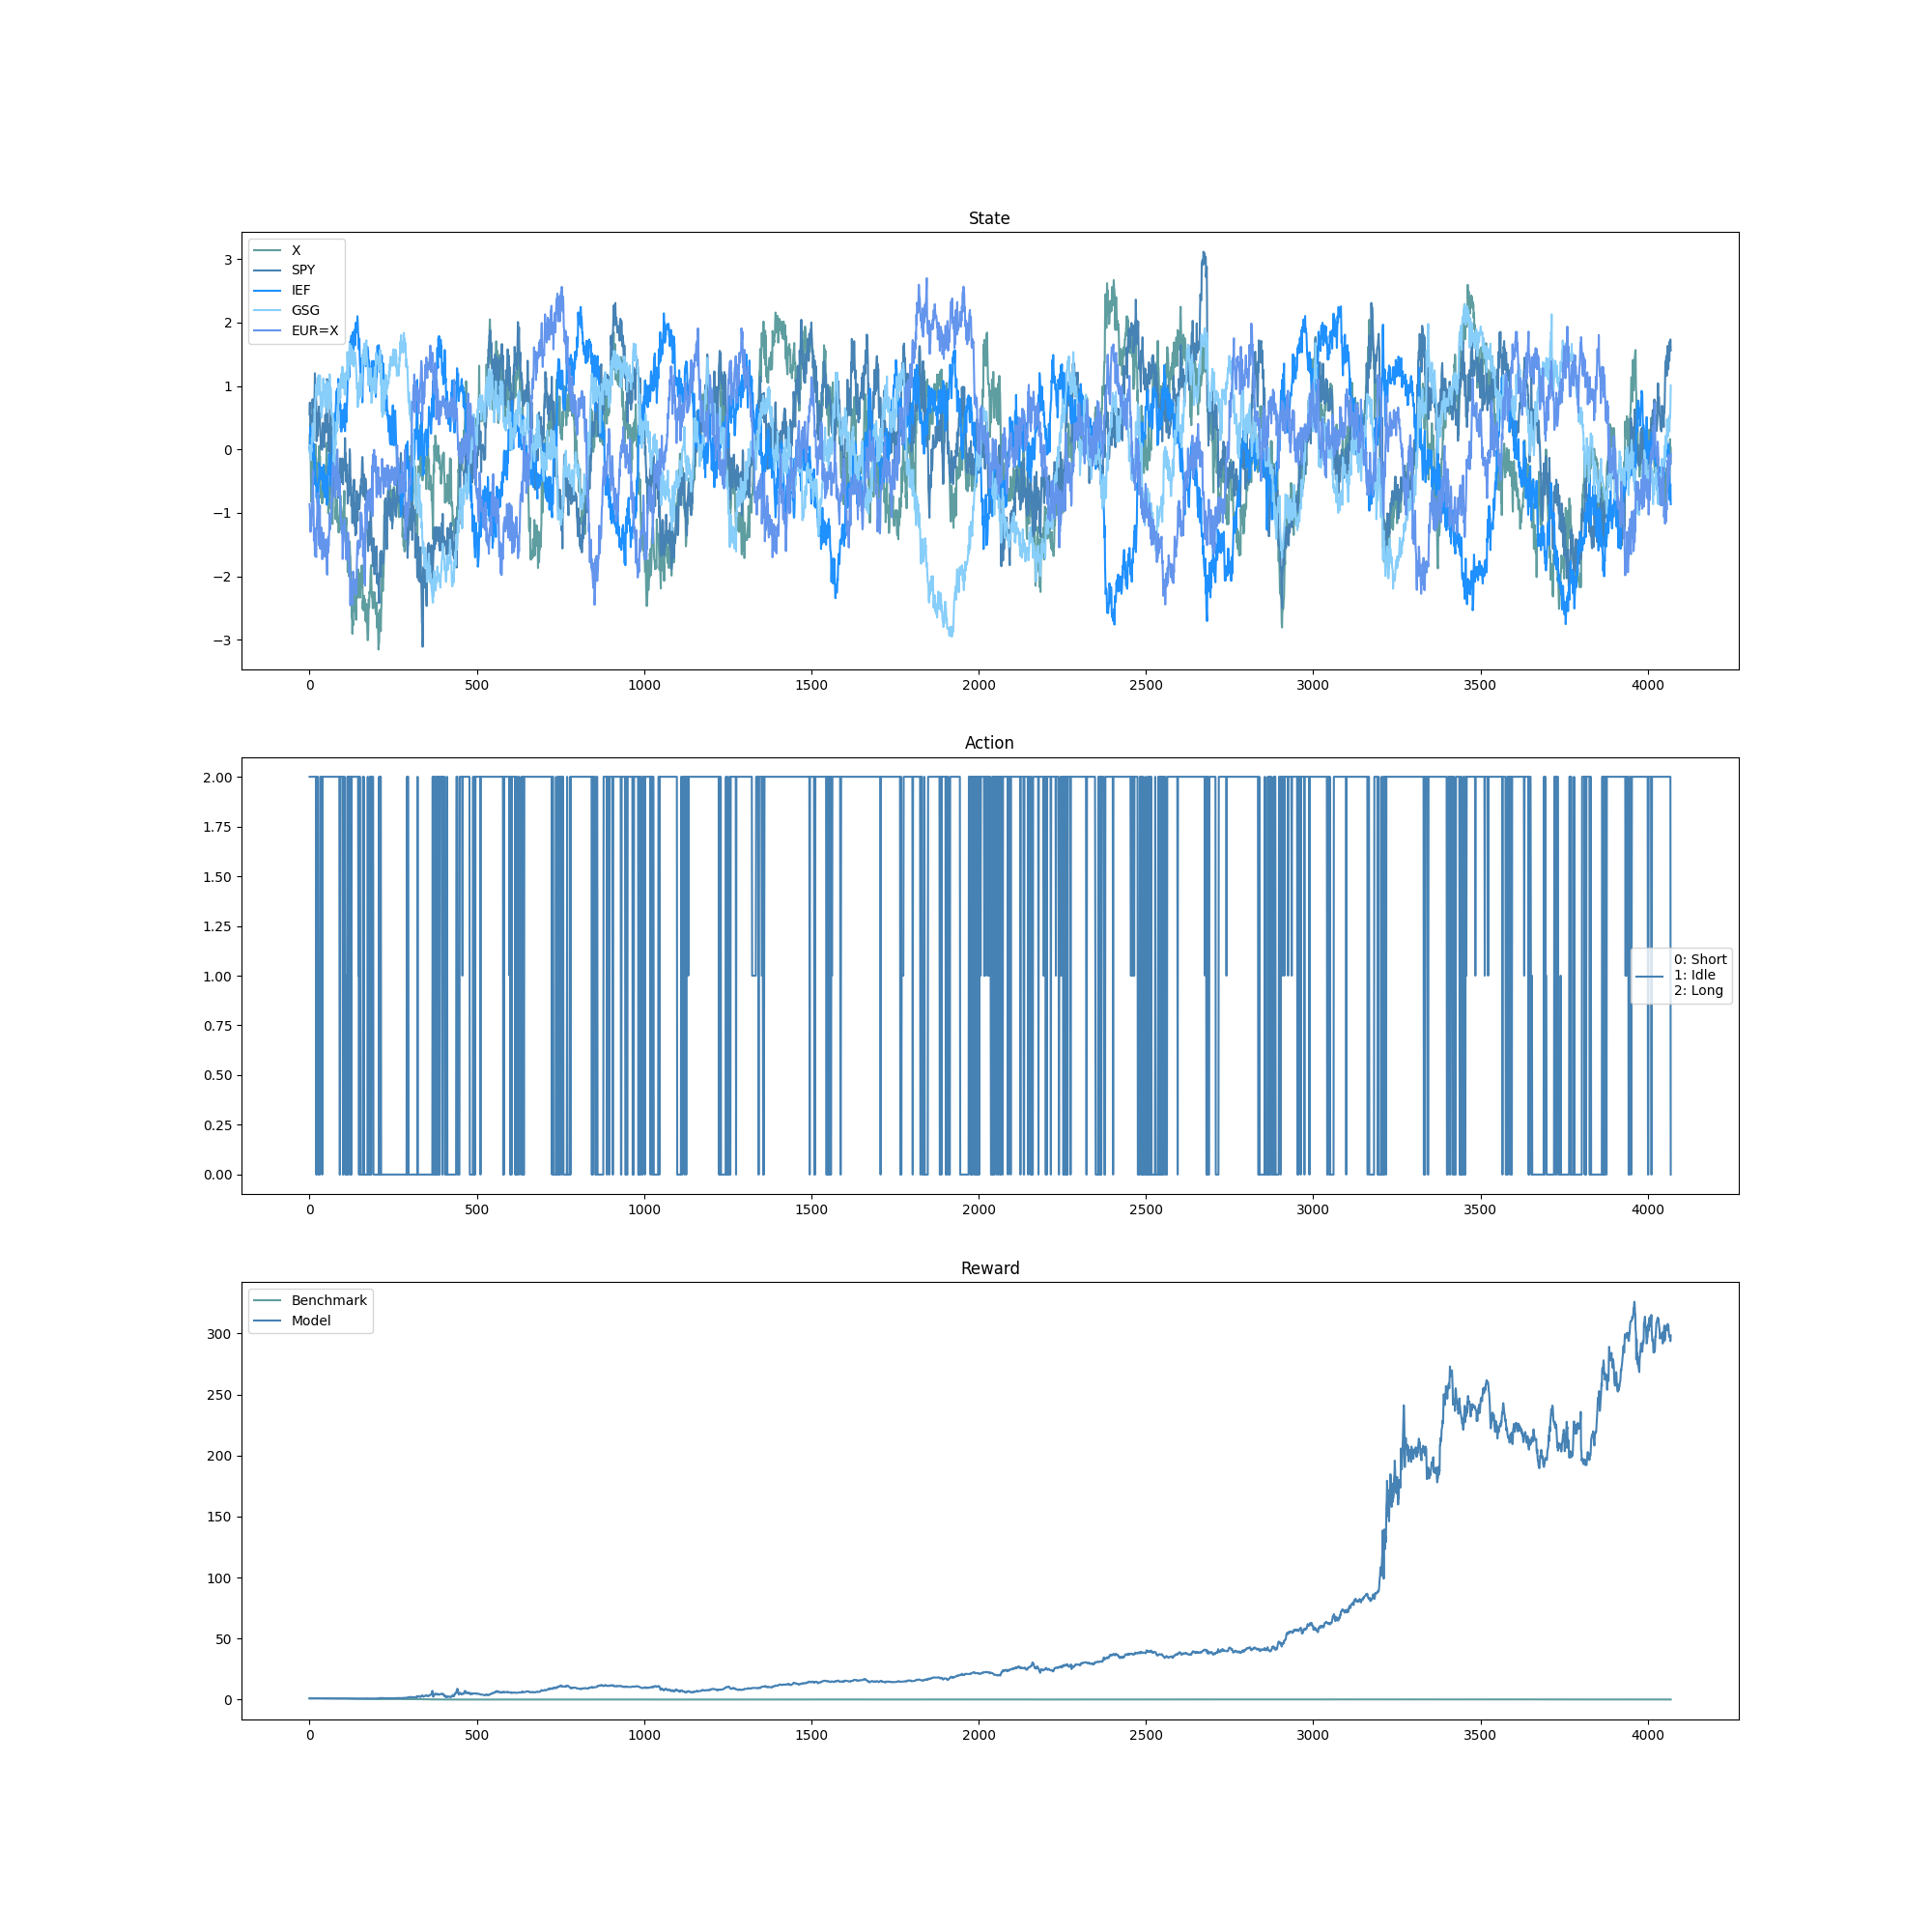 State
X
SPY
IEF
GSG
EUR=X
3
2
1
0
−1
−2
−3
0 500 1000 1500 2000 2500 3000 3500 4000
Action
2.00
1.75
1.50
1.25
1.00
0.75
0.50
0.25
0.00
0: Short
1: Idle
2: Long
0 500 1000 1500 2000 2500 3000 3500 4000
Reward
Benchmark
Model
300
250
200
150
100
50
0
0 500 1000 1500 2000 2500 3000 3500 4000